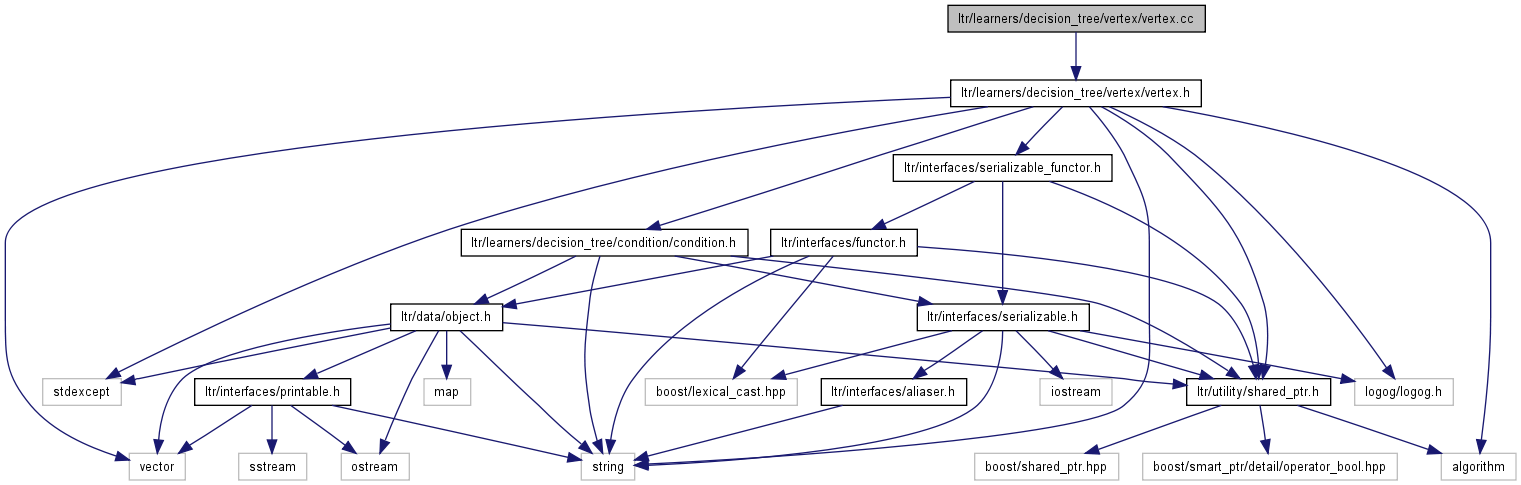 ltr/learners/decision_tree/vertex/vertex.cc
ltr/learners/decision_tree/vertex/vertex.h
ltr/interfaces/serializable_functor.h
ltr/learners/decision_tree/condition/condition.h
ltr/interfaces/functor.h
ltr/data/object.h
ltr/interfaces/serializable.h
stdexcept
ltr/interfaces/printable.h
map
boost/lexical_cast.hpp
ltr/interfaces/aliaser.h
iostream
ltr/utility/shared_ptr.h
logog/logog.h
vector
sstream
ostream
string
boost/shared_ptr.hpp
boost/smart_ptr/detail/operator_bool.hpp
algorithm